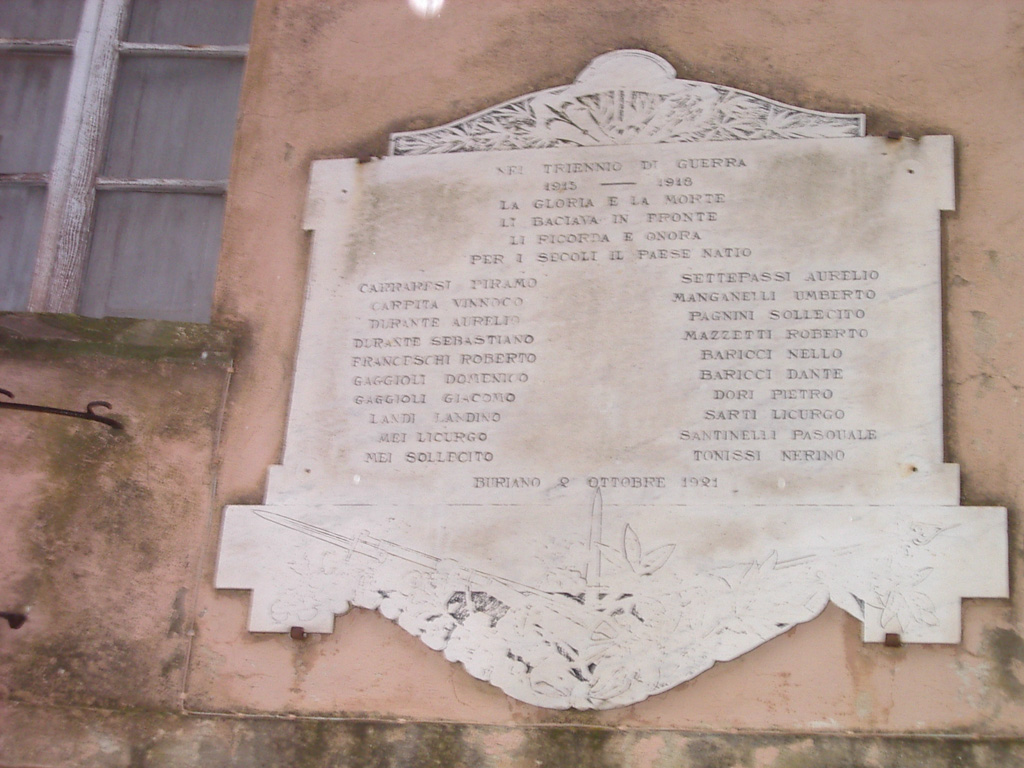 NEL TRIENNIO DI GUERRA
1915 — 1918
LA GLORIA E LA MORTE
LI BACIAVA IN FRONTE
LI RICORDA E ONORA
PER I SECOLI IL PAESE NATIO
CARRARESI PIRAMO
CARPITA VINNOCO
DURANTE AURELIO
DURANTE SEBASTIANO
FRANCESCHI ROBERTO
GAGGIOLI DOMENICO
GAGGIOLI GIACOMO
LANDI LANDINO
MEI LICURGO
MEI SOLLECITO
SETTEPASSI AURELIO
MANGANELLI UMBERTO
PAGNINI SOLLECITO
MAZZETTI ROBERTO
BARICCI NELLO
BARICCI DANTE
DORI PIETRO
SARTI LICURGO
SANTINELLI PASQUALE
TONISSI NERINO
BURIANO 2 OTTOBRE 1921